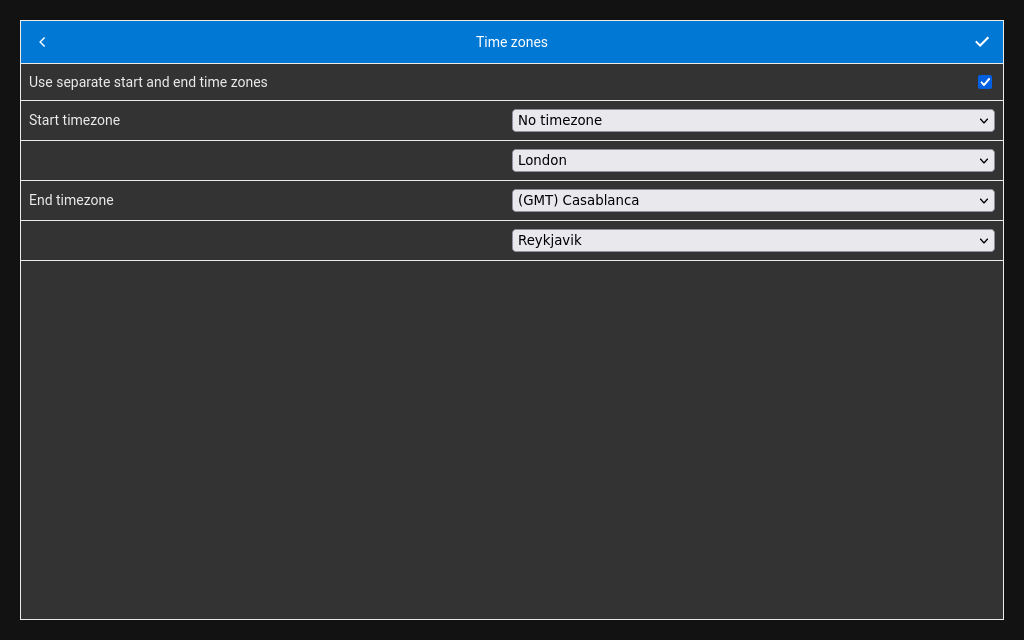 Time zones
Use separate start and end time zones
Start timezone
No timezone
London
End timezone
(GMT) Casablanca
Reykjavik